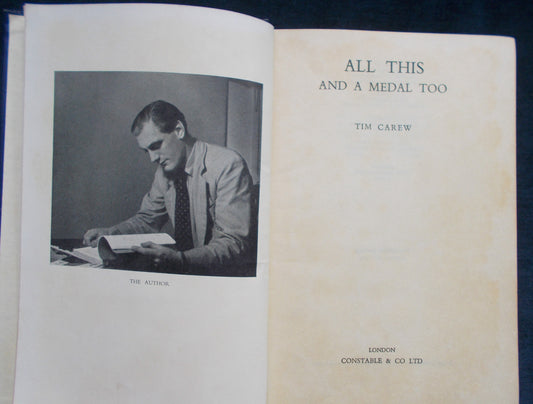 THE AUTHOR
ALL THIS
AND A MEDAL TOO
TIM CAREW
LONDON
CONSTABLE & CO LTD